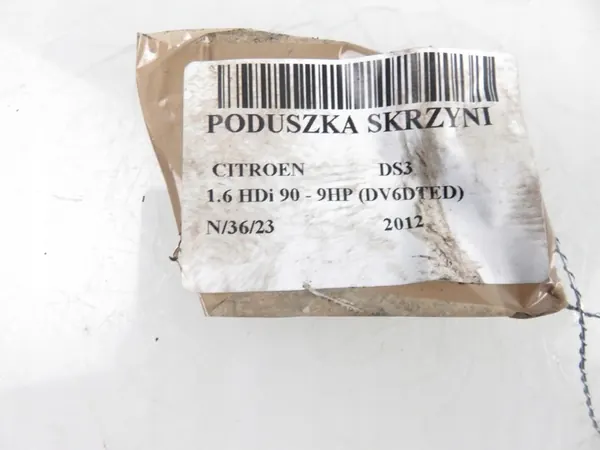 PODUSZKA SKRZYNI
CITROEN DS3
1.6 HDi 90 - 9HP (DV6DTED)
N/36/23 2012